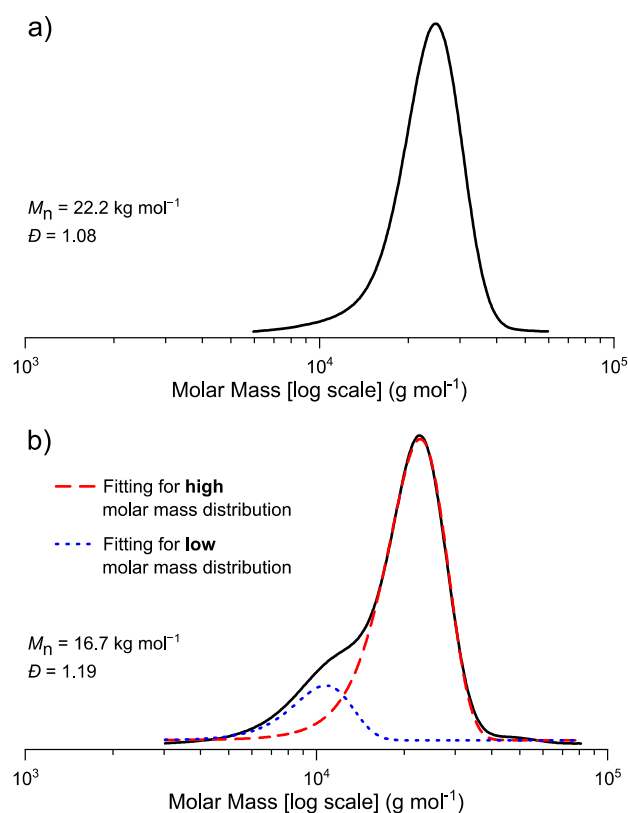 a)
Mn = 22.2 kg mol⁻¹
Đ = 1.08
10³ 10⁴ 10⁵
Molar Mass [log scale] (g mol⁻¹)
b)
Fitting for high
molar mass distribution
Fitting for low
molar mass distribution
Mn = 16.7 kg mol⁻¹
Đ = 1.19
10³ 10⁴ 10⁵
Molar Mass [log scale] (g mol⁻¹)